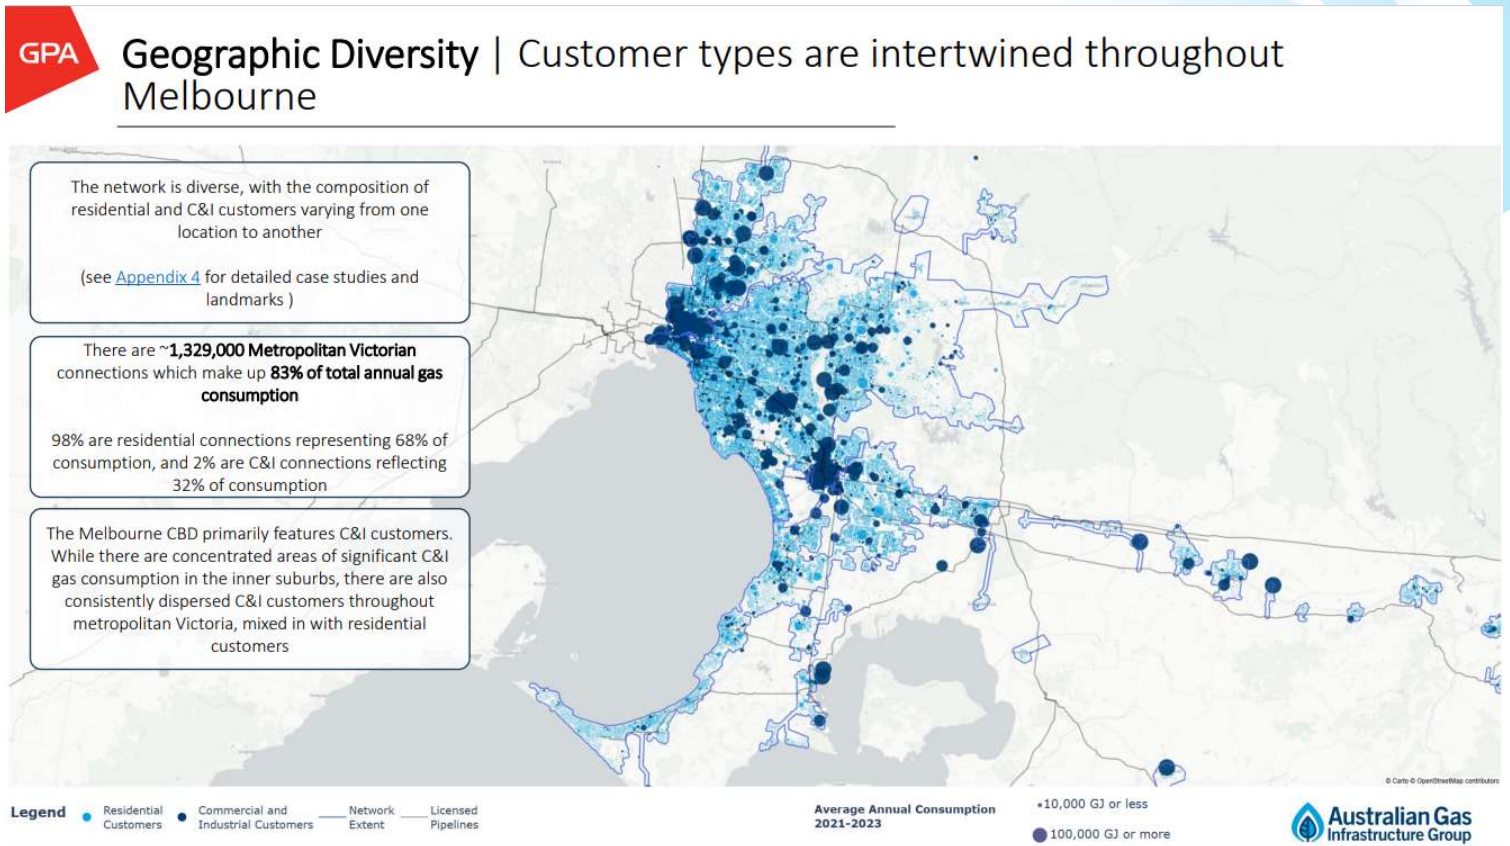 GPA
Geographic Diversity | Customer types are intertwined throughout
Melbourne
The network is diverse, with the composition of
residential and C&I customers varying from one
location to another
(see Appendix 4 for detailed case studies and
landmarks )
There are ~1,329,000 Metropolitan Victorian
connections which make up 83% of total annual gas
consumption
98% are residential connections representing 68% of
consumption, and 2% are C&I connections reflecting
32% of consumption
The Melbourne CBD primarily features C&I customers.
While there are concentrated areas of significant C&I
gas consumption in the inner suburbs, there are also
consistently dispersed C&I customers throughout
metropolitan Victoria, mixed in with residential
customers
© Carto © OpenStreetMap contributors
Legend
Residential
Customers
Commercial and
Industrial Customers
Network
Extent
Licensed
Pipelines
Average Annual Consumption
2021-2023
10,000 GJ or less
100,000 GJ or more
Australian Gas
Infrastructure Group